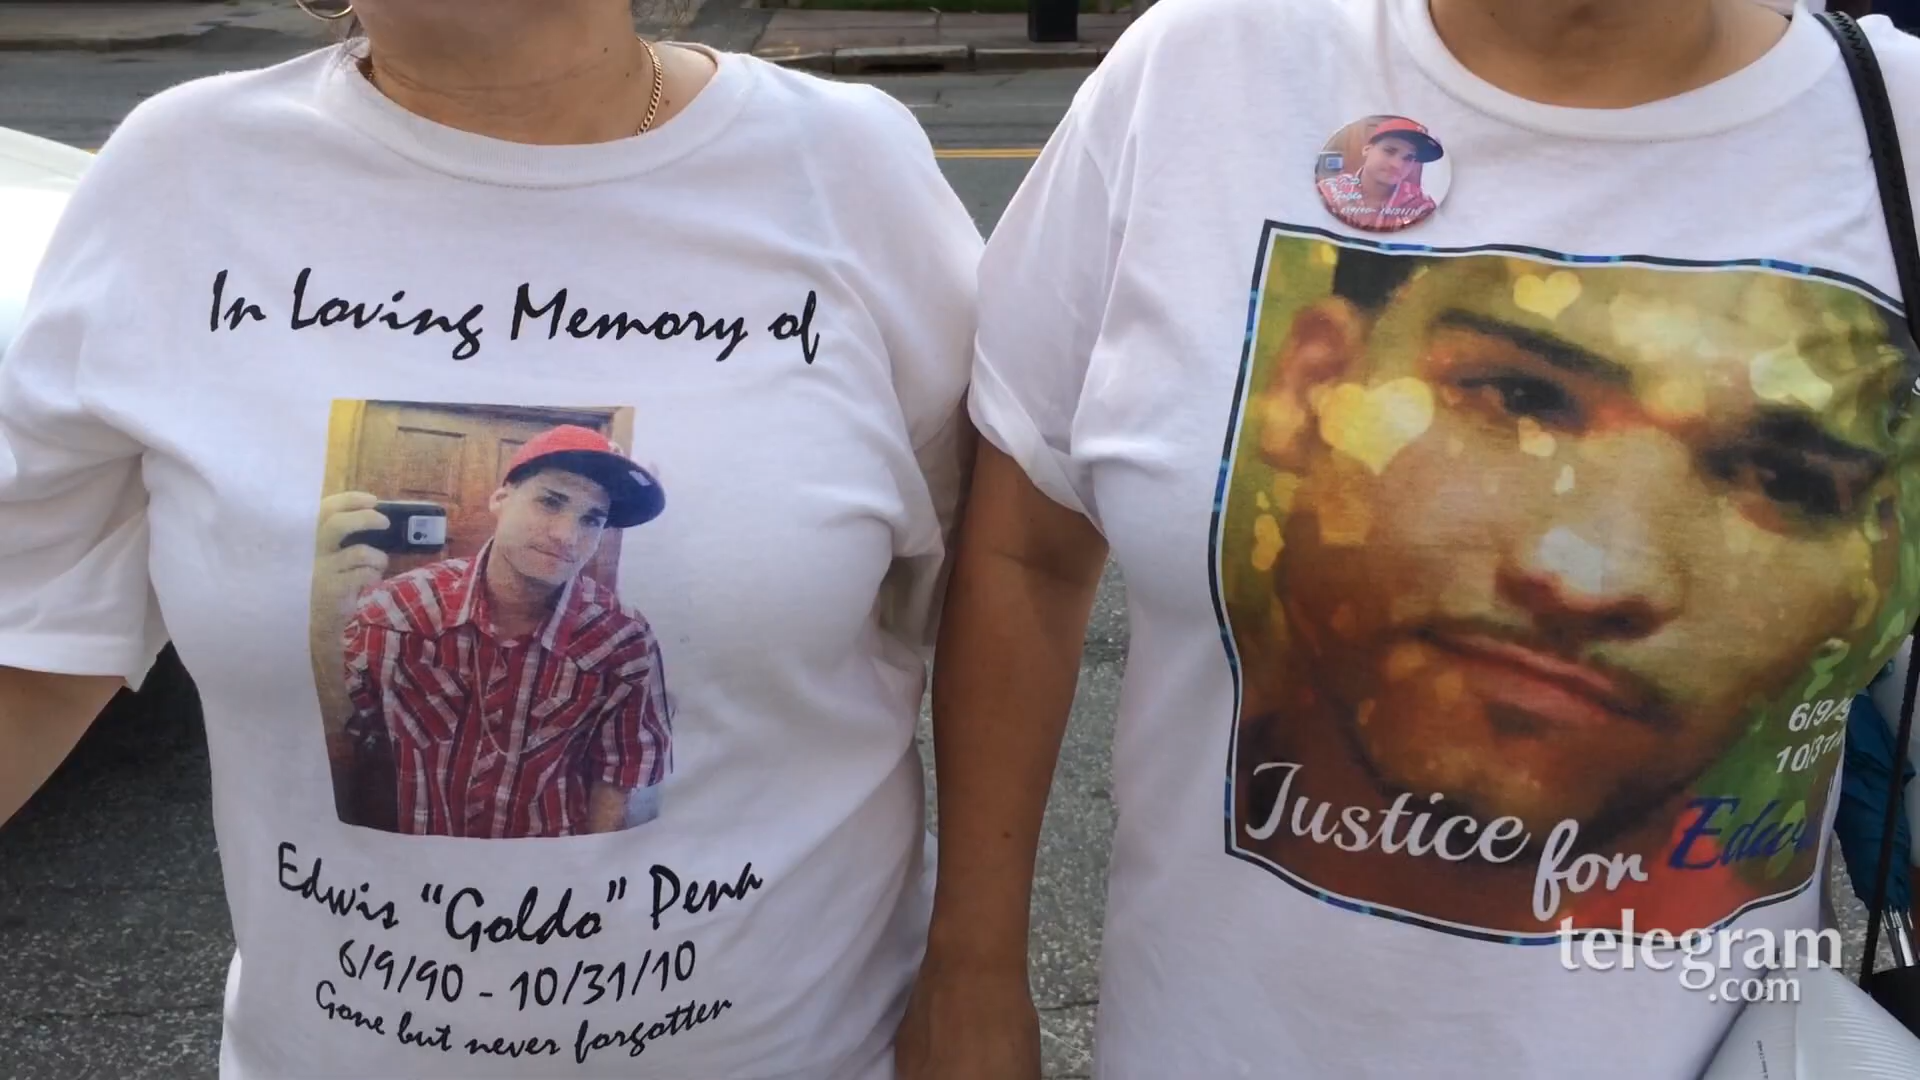 In Loving Memory of
Edwin "Goldo" Pena
6/9/90 - 10/31/10
Gone but never forgotten
Justice for
telegram
.com